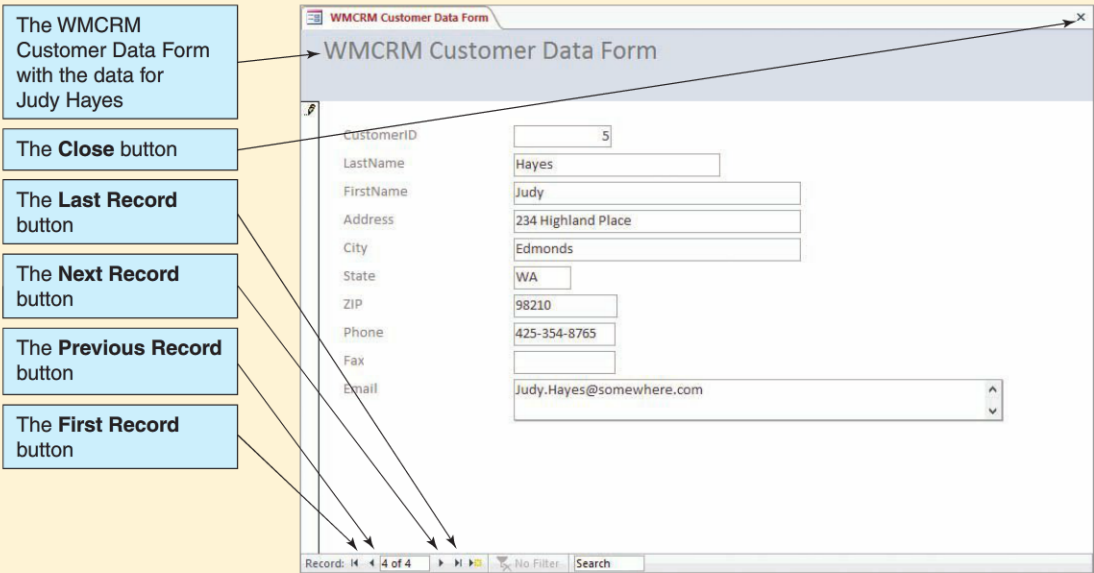 The WMCRM
Customer Data Form
with the data for
Judy Hayes
The Close button
The Last Record
button
The Next Record
button
The Previous Record
button
The First Record
button
WMCRM Customer Data Form
WMCRM Customer Data Form
CustomerID 5
LastName Hayes
FirstName Judy
Address 234 Highland Place
City Edmonds
State WA
ZIP 98210
Phone 425-354-8765
Fax
Email Judy.Hayes@somewhere.com
Record: 4 of 4 No Filter Search